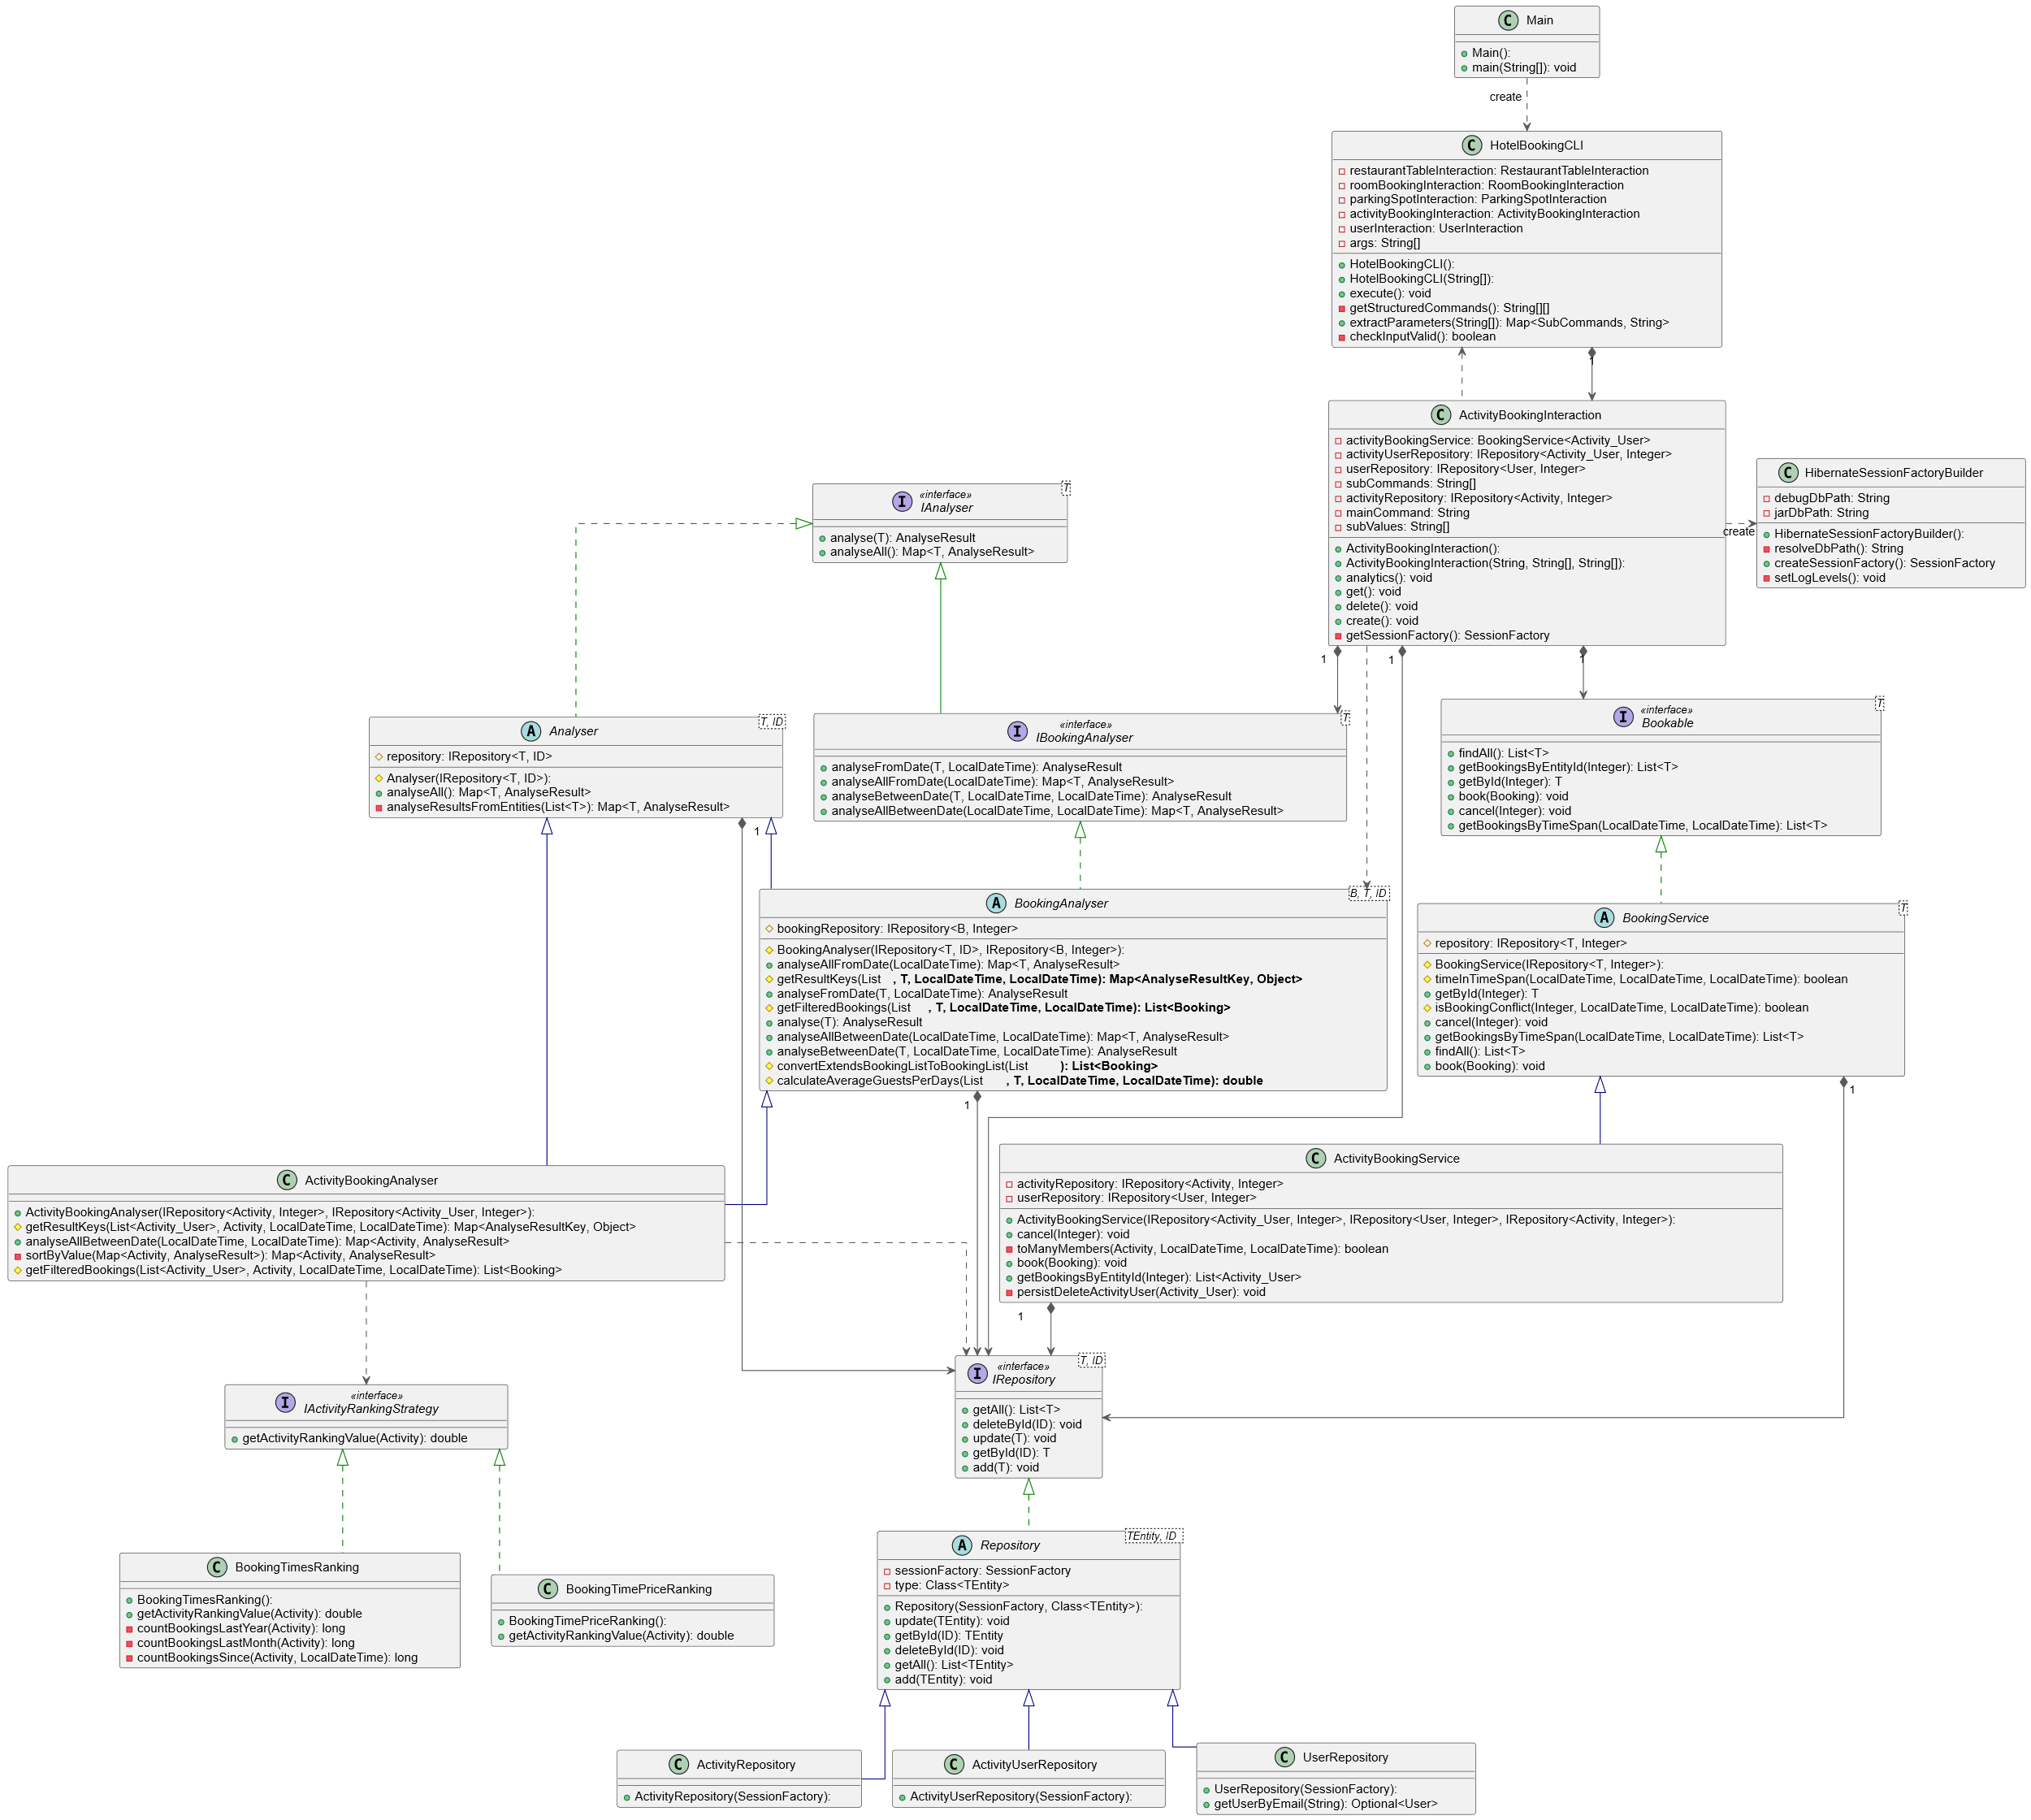 C Main
Main():
main(String[]): void
create
C HotelBookingCLI
restaurantTableInteraction: RestaurantTableInteraction
roomBookingInteraction: RoomBookingInteraction
parkingSpotInteraction: ParkingSpotInteraction
activityBookingInteraction: ActivityBookingInteraction
userInteraction: UserInteraction
args: String[]
HotelBookingCLI():
HotelBookingCLI(String[]):
execute(): void
getStructuredCommands(): String[][]
extractParameters(String[]): Map<SubCommands, String>
checkInputValid(): boolean
1
C ActivityBookingInteraction
activityBookingService: BookingService<Activity_User>
activityUserRepository: IRepository<Activity_User, Integer>
userRepository: IRepository<User, Integer>
subCommands: String[]
activityRepository: IRepository<Activity, Integer>
mainCommand: String
subValues: String[]
ActivityBookingInteraction():
ActivityBookingInteraction(String, String[], String[]):
analytics(): void
get(): void
delete(): void
create(): void
getSessionFactory(): SessionFactory
create
C HibernateSessionFactoryBuilder
debugDbPath: String
jarDbPath: String
HibernateSessionFactoryBuilder():
resolveDbPath(): String
createSessionFactory(): SessionFactory
setLogLevels(): void
T
«interface»
I IAnalyser
analyse(T): AnalyseResult
analyseAll(): Map<T, AnalyseResult>
1
1
1
T, ID
A Analyser
repository: IRepository<T, ID>
Analyser(IRepository<T, ID>):
analyseAll(): Map<T, AnalyseResult>
analyseResultsFromEntities(List<T>): Map<T, AnalyseResult>
1
T
«interface»
I IBookingAnalyser
analyseFromDate(T, LocalDateTime): AnalyseResult
analyseAllFromDate(LocalDateTime): Map<T, AnalyseResult>
analyseBetweenDate(T, LocalDateTime, LocalDateTime): AnalyseResult
analyseAllBetweenDate(LocalDateTime, LocalDateTime): Map<T, AnalyseResult>
T
«interface»
I Bookable
findAll(): List<T>
getBookingsByEntityId(Integer): List<T>
getById(Integer): T
book(Booking): void
cancel(Integer): void
getBookingsByTimeSpan(LocalDateTime, LocalDateTime): List<T>
B, T, ID
A BookingAnalyser
bookingRepository: IRepository<B, Integer>
BookingAnalyser(IRepository<T, ID>, IRepository<B, Integer>):
analyseAllFromDate(LocalDateTime): Map<T, AnalyseResult>
getResultKeys(List , T, LocalDateTime, LocalDateTime): Map<AnalyseResultKey, Object>
analyseFromDate(T, LocalDateTime): AnalyseResult
getFilteredBookings(List , T, LocalDateTime, LocalDateTime): List<Booking>
analyse(T): AnalyseResult
analyseAllBetweenDate(LocalDateTime, LocalDateTime): Map<T, AnalyseResult>
analyseBetweenDate(T, LocalDateTime, LocalDateTime): AnalyseResult
convertExtendsBookingListToBookingList(List ): List<Booking>
calculateAverageGuestsPerDays(List , T, LocalDateTime, LocalDateTime): double
1
T
A BookingService
repository: IRepository<T, Integer>
BookingService(IRepository<T, Integer>):
timeInTimeSpan(LocalDateTime, LocalDateTime, LocalDateTime): boolean
getById(Integer): T
isBookingConflict(Integer, LocalDateTime, LocalDateTime): boolean
cancel(Integer): void
getBookingsByTimeSpan(LocalDateTime, LocalDateTime): List<T>
findAll(): List<T>
book(Booking): void
1
C ActivityBookingAnalyser
ActivityBookingAnalyser(IRepository<Activity, Integer>, IRepository<Activity_User, Integer>):
getResultKeys(List<Activity_User>, Activity, LocalDateTime, LocalDateTime): Map<AnalyseResultKey, Object>
analyseAllBetweenDate(LocalDateTime, LocalDateTime): Map<Activity, AnalyseResult>
sortByValue(Map<Activity, AnalyseResult>): Map<Activity, AnalyseResult>
getFilteredBookings(List<Activity_User>, Activity, LocalDateTime, LocalDateTime): List<Booking>
C ActivityBookingService
activityRepository: IRepository<Activity, Integer>
userRepository: IRepository<User, Integer>
ActivityBookingService(IRepository<Activity_User, Integer>, IRepository<User, Integer>, IRepository<Activity, Integer>):
cancel(Integer): void
toManyMembers(Activity, LocalDateTime, LocalDateTime): boolean
book(Booking): void
getBookingsByEntityId(Integer): List<Activity_User>
persistDeleteActivityUser(Activity_User): void
1
«interface»
I IActivityRankingStrategy
getActivityRankingValue(Activity): double
T, ID
«interface»
I IRepository
getAll(): List<T>
deleteById(ID): void
update(T): void
getById(ID): T
add(T): void
C BookingTimesRanking
BookingTimesRanking():
getActivityRankingValue(Activity): double
countBookingsLastYear(Activity): long
countBookingsLastMonth(Activity): long
countBookingsSince(Activity, LocalDateTime): long
C BookingTimePriceRanking
BookingTimePriceRanking():
getActivityRankingValue(Activity): double
TEntity, ID
A Repository
sessionFactory: SessionFactory
type: Class<TEntity>
Repository(SessionFactory, Class<TEntity>):
update(TEntity): void
getById(ID): TEntity
deleteById(ID): void
getAll(): List<TEntity>
add(TEntity): void
C ActivityRepository
ActivityRepository(SessionFactory):
C ActivityUserRepository
ActivityUserRepository(SessionFactory):
C UserRepository
UserRepository(SessionFactory):
getUserByEmail(String): Optional<User>